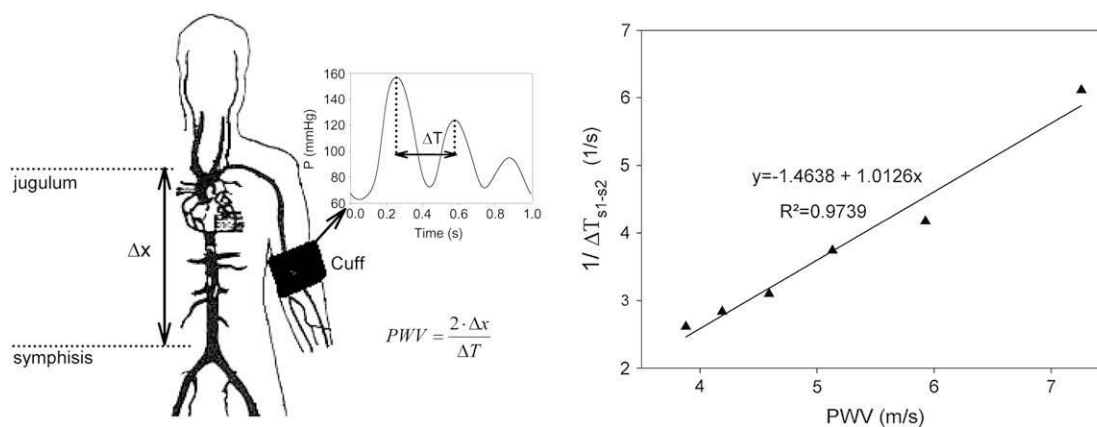 jugulum
Δx
symphisis
Cuff
160
140
120
100
80
60
P (mmHg)
ΔT
0.0 0.2 0.4 0.6 0.8 1.0
Time (s)
PWV = 2 · Δx / ΔT
7
6
5
4
3
2
1/ ΔTs1-s2 (1/s)
y=-1.4638 + 1.0126x
R²=0.9739
4 5 6 7
PWV (m/s)